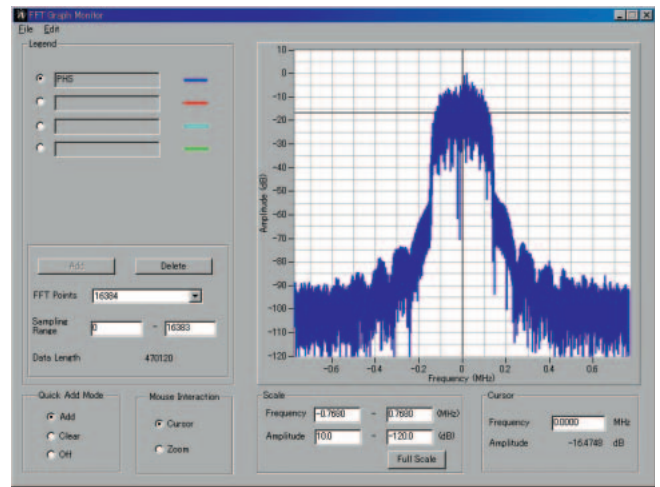 FFT Graph Monitor
File Edit
Legend
PHS
Add Delete
FFT Points 16384
Sampling Range 0 - 16383
Data Length 470120
Quick Add Mode
Add
Clear
Off
Mouse Interaction
Cursor
Zoom
10
0
-10
-20
-30
-40
-50
-60
-70
-80
-90
-100
-110
-120
Amplitude (dB)
-0.6 -0.4 -0.2 0 0.2 0.4 0.6
Frequency (MHz)
Scale
Frequency -0.7680 - 0.7680 (MHz)
Amplitude 10.0 - -120.0 (dB)
Full Scale
Cursor
Frequency 0.0000 MHz
Amplitude -16.4748 dB